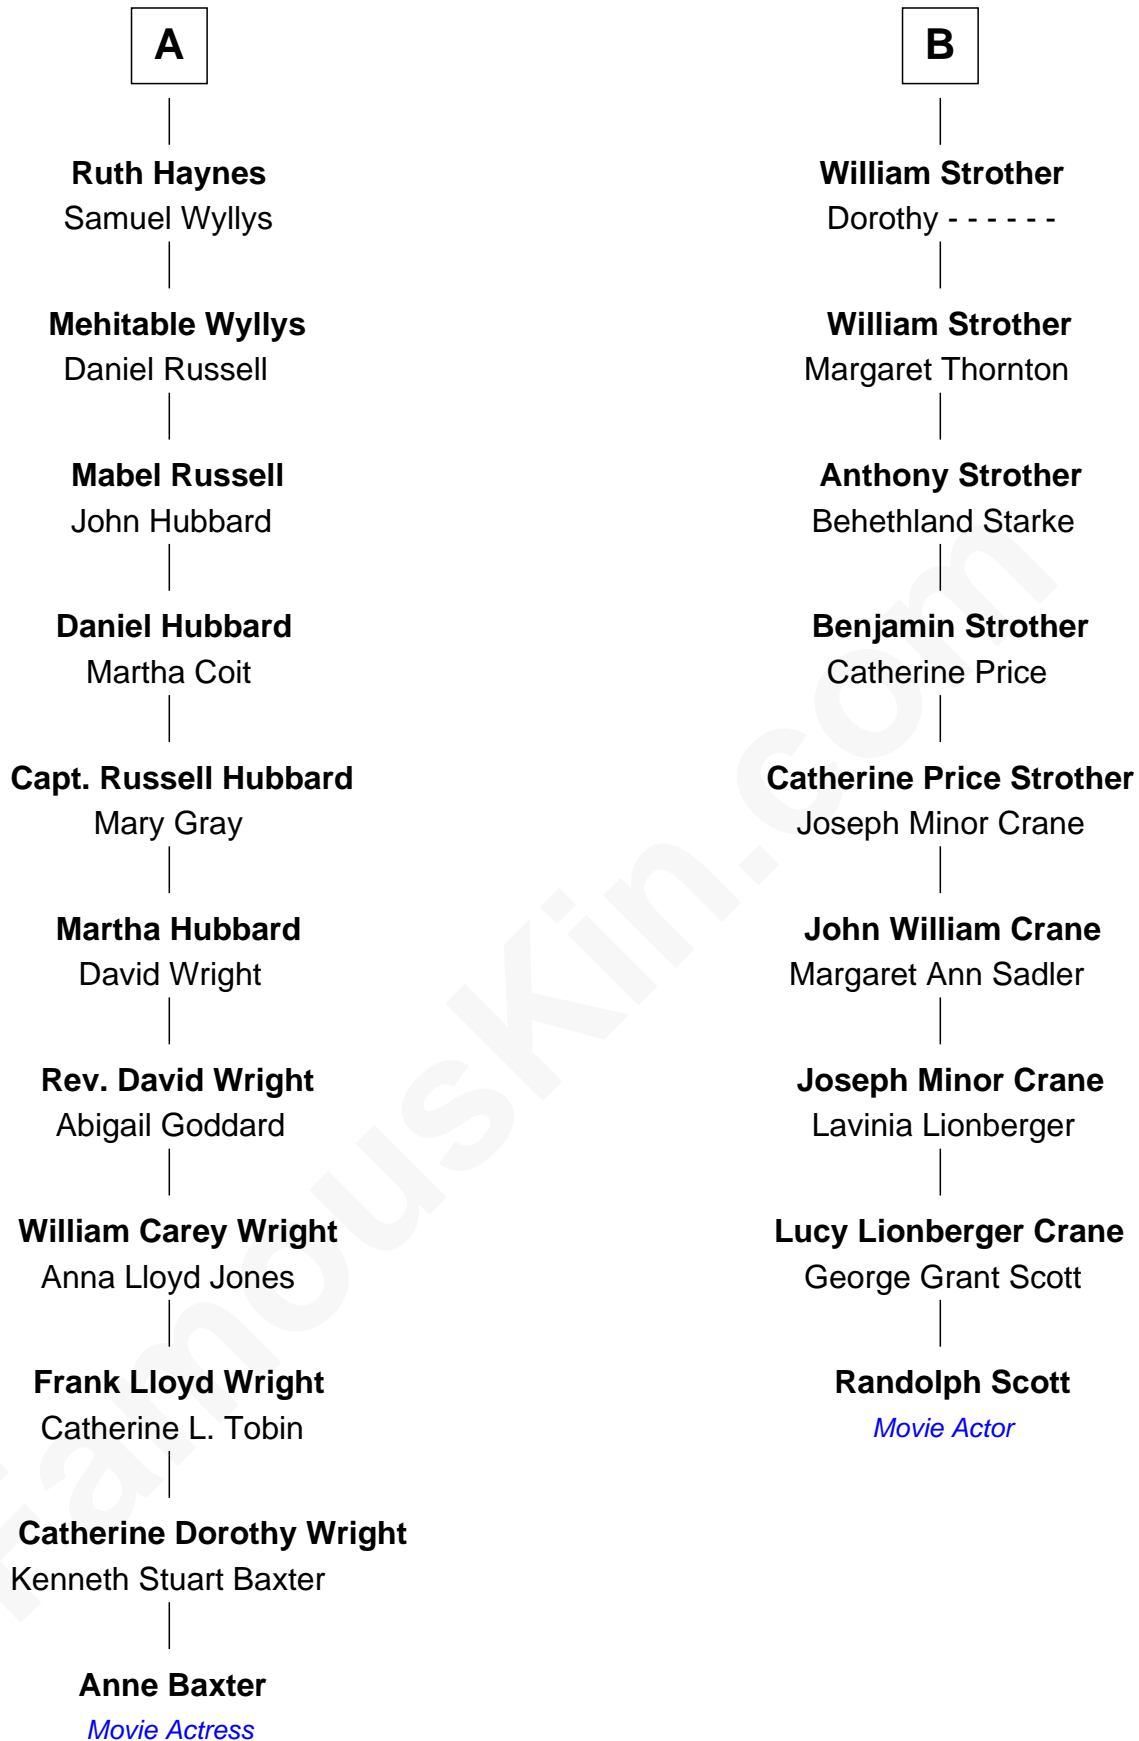 A
Ruth Haynes
Samuel Wyllys
Mehitable Wyllys
Daniel Russell
Mabel Russell
John Hubbard
Daniel Hubbard
Martha Coit
Capt. Russell Hubbard
Mary Gray
Martha Hubbard
David Wright
Rev. David Wright
Abigail Goddard
William Carey Wright
Anna Lloyd Jones
Frank Lloyd Wright
Catherine L. Tobin
Catherine Dorothy Wright
Kenneth Stuart Baxter
Anne Baxter
Movie Actress
B
William Strother
Dorothy - - - - - -
William Strother
Margaret Thornton
Anthony Strother
Behethland Starke
Benjamin Strother
Catherine Price
Catherine Price Strother
Joseph Minor Crane
John William Crane
Margaret Ann Sadler
Joseph Minor Crane
Lavinia Lionberger
Lucy Lionberger Crane
George Grant Scott
Randolph Scott
Movie Actor
FamousKin.com